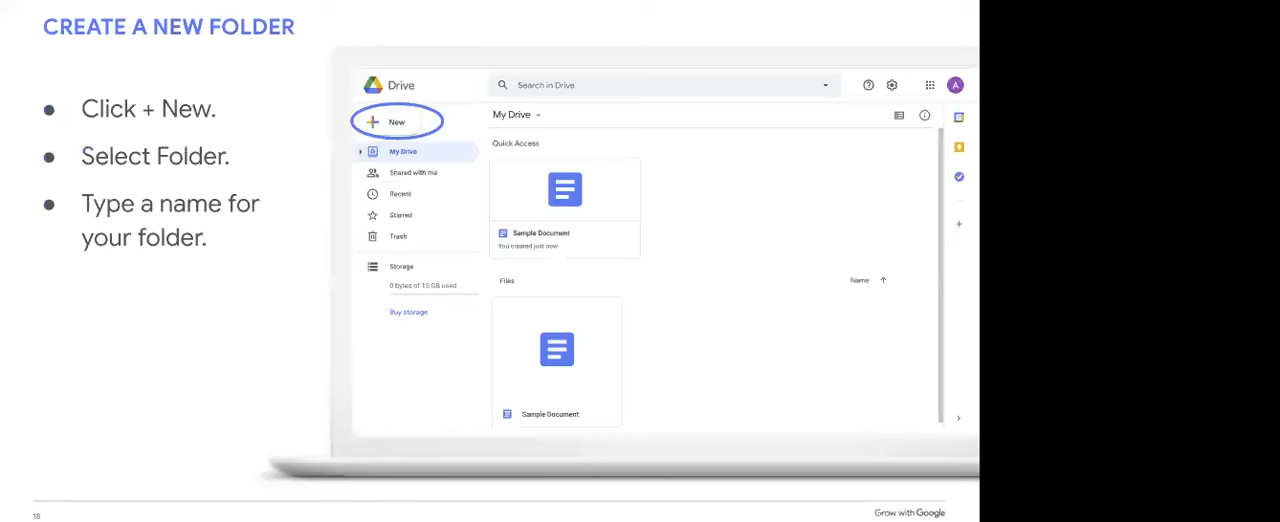 CREATE A NEW FOLDER
• Click + New.
• Select Folder.
• Type a name for
your folder.
Drive
Search in Drive
A
New
My Drive
My Drive
Shared with me
Recent
Starred
Trash
Storage
0 bytes of 15 GB used
Buy storage
Quick Access
Sample Document
You created just now
Files
Name
Sample Document
18
Grow with Google